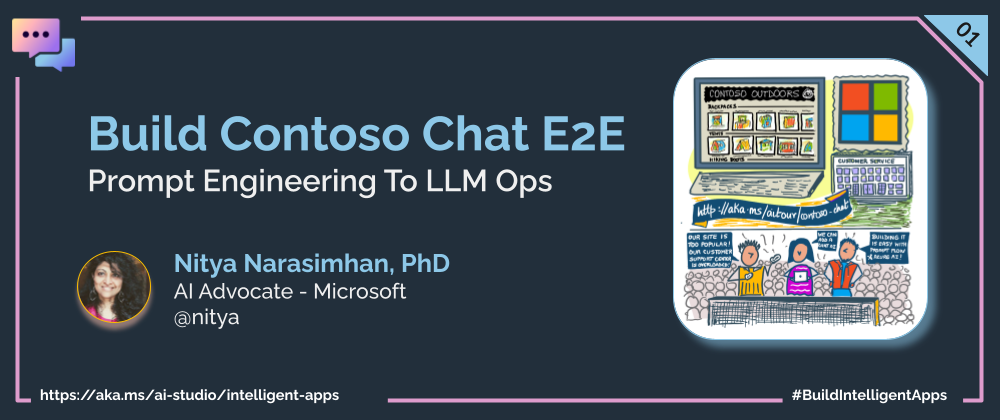 01
Build Contoso Chat E2E
Prompt Engineering To LLM Ops
Nitya Narasimhan, PhD
AI Advocate - Microsoft
@nitya
CONTOSO OUTDOORS
BACKPACKS
TENTS
HIKING BOOTS
CUSTOMER SERVICE
http://aka.ms/aitour/contoso-chat
OUR SITE IS
TOO POPULAR!
OUR CUSTOMER
SUPPORT CENTER
IS OVERLOADED!
WE CAN
ADD A
CHAT AI
BUILDING IT
IS EASY WITH
PROMPT FLOW
https://aka.ms/ai-studio/intelligent-apps
#BuildIntelligentApps